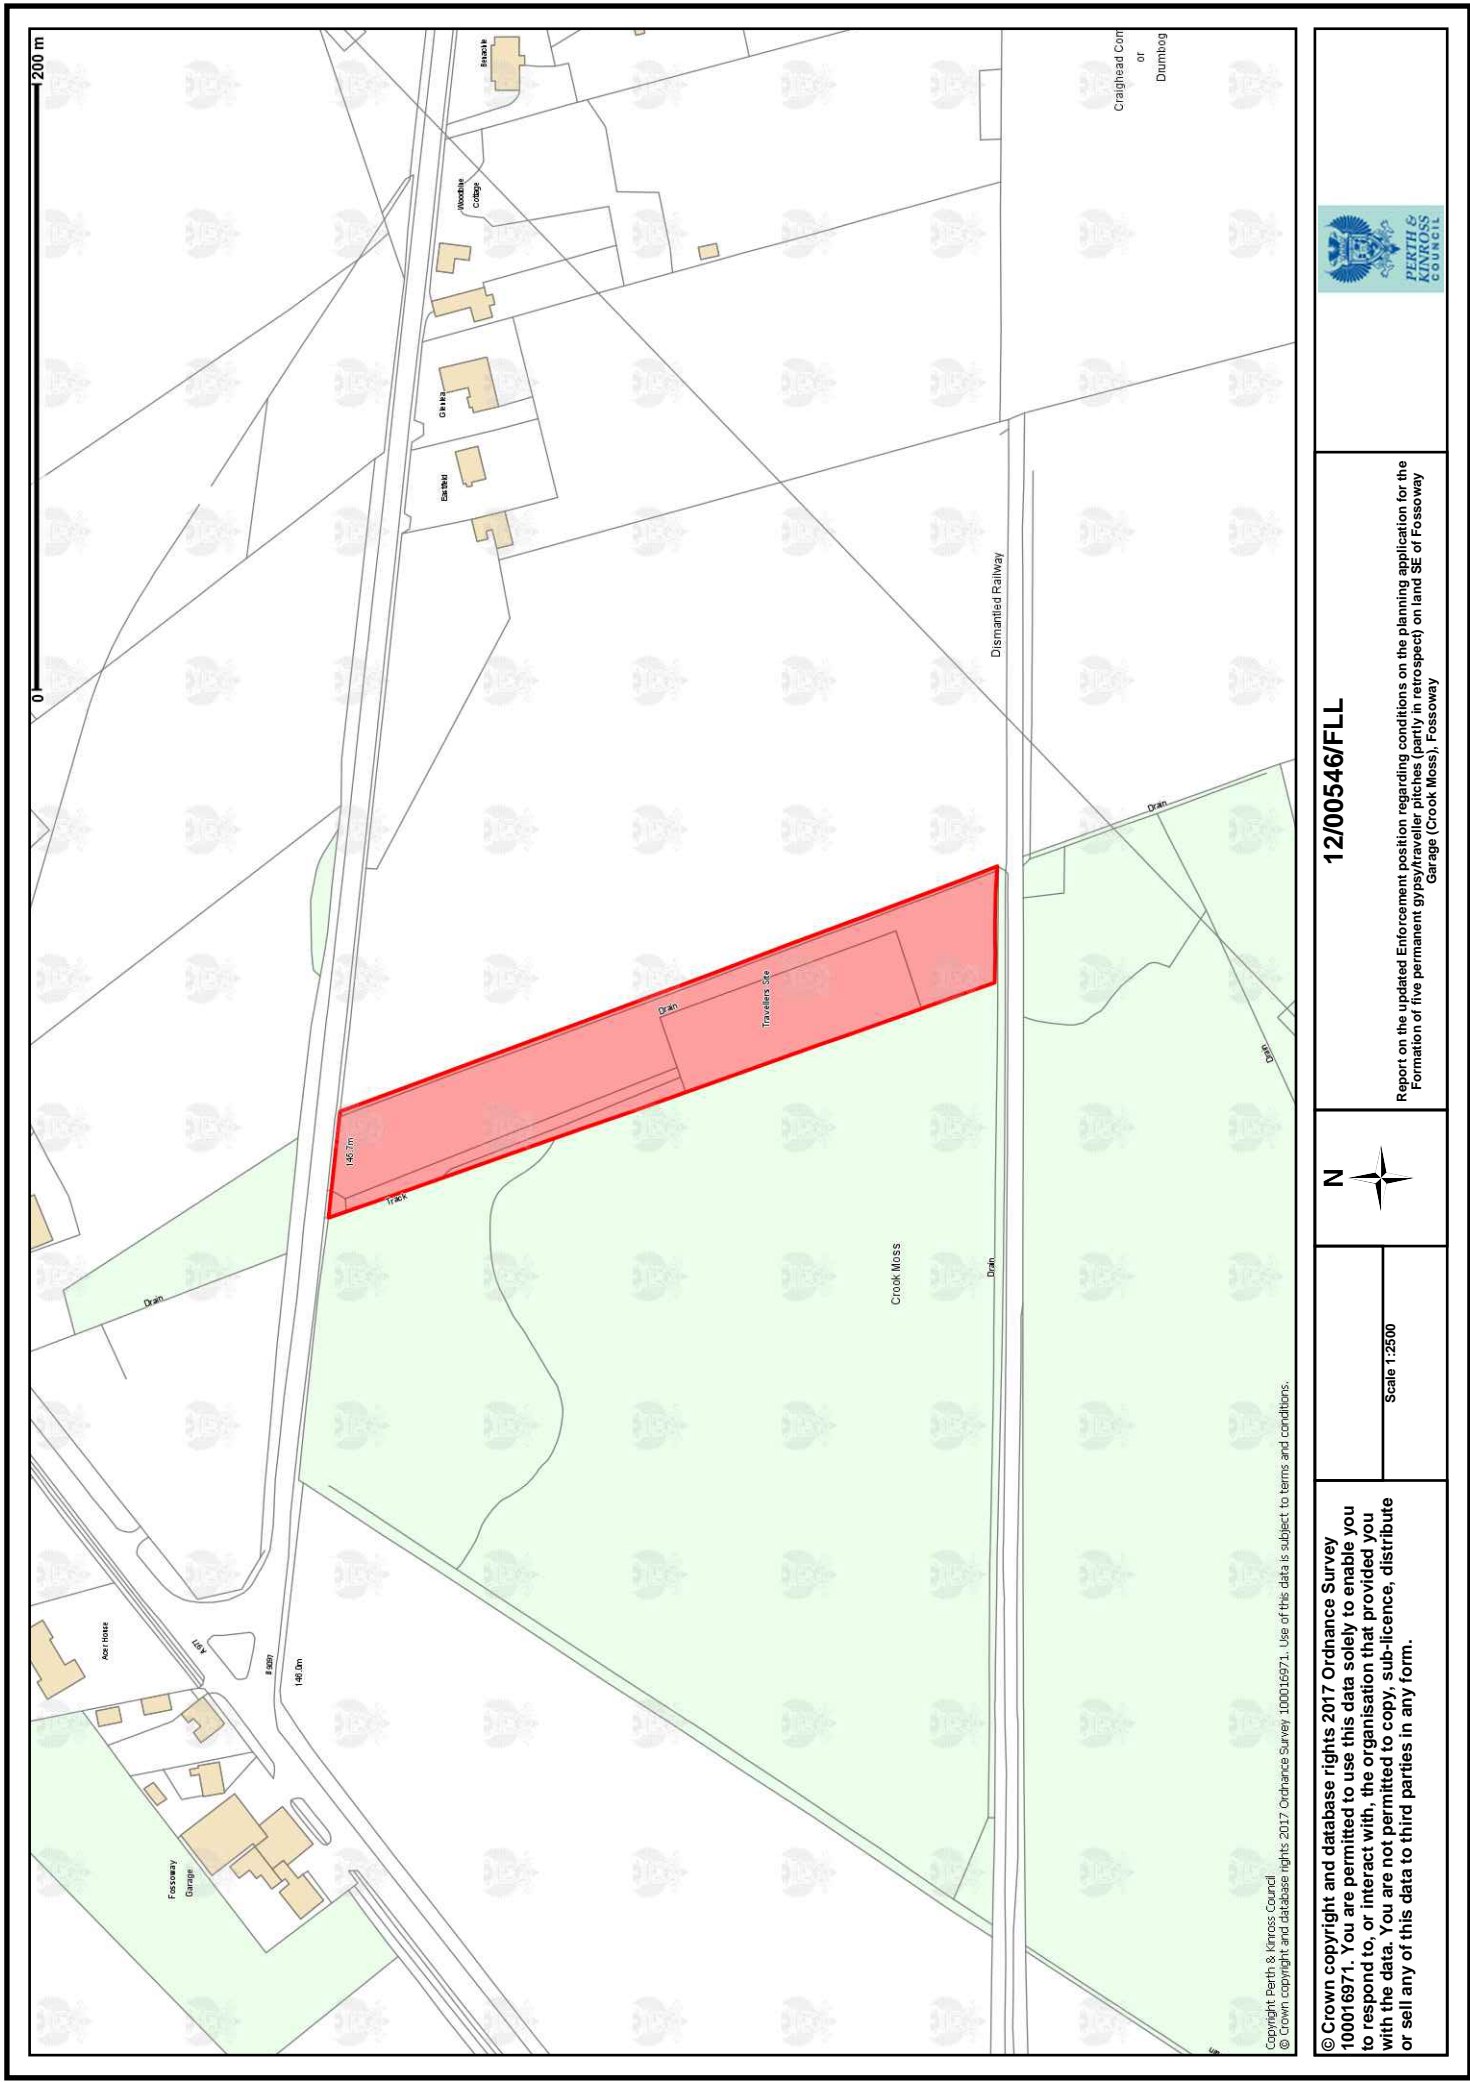 0 200 m
Benachie
Craighead Com
or
Drumbog
Woodbine
Cottage
Glenlea
Eastfield
Dismantled Railway
Drain
Drain
Travellers Site
Drain
146.7m
Track
Drain
Crook Moss
Drain
Acer House
A 977
B 9097
146.0m
Fossoway
Garage
Copyright Perth & Kinross Council
© Crown copyright and database rights 2017 Ordnance Survey 100016971. Use of this data is subject to terms and conditions.
© Crown copyright and database rights 2017 Ordnance Survey
100016971. You are permitted to use this data solely to enable you
to respond to, or interact with, the organisation that provided you
with the data. You are not permitted to copy, sub-licence, distribute
or sell any of this data to third parties in any form.
Scale 1:2500
N
12/00546/FLL
Report on the updated Enforcement position regarding conditions on the planning application for the
Formation of five permanent gypsy/traveller pitches (partly in retrospect) on land SE of Fossoway
Garage (Crook Moss), Fossoway
PERTH &
KINROSS
COUNCIL